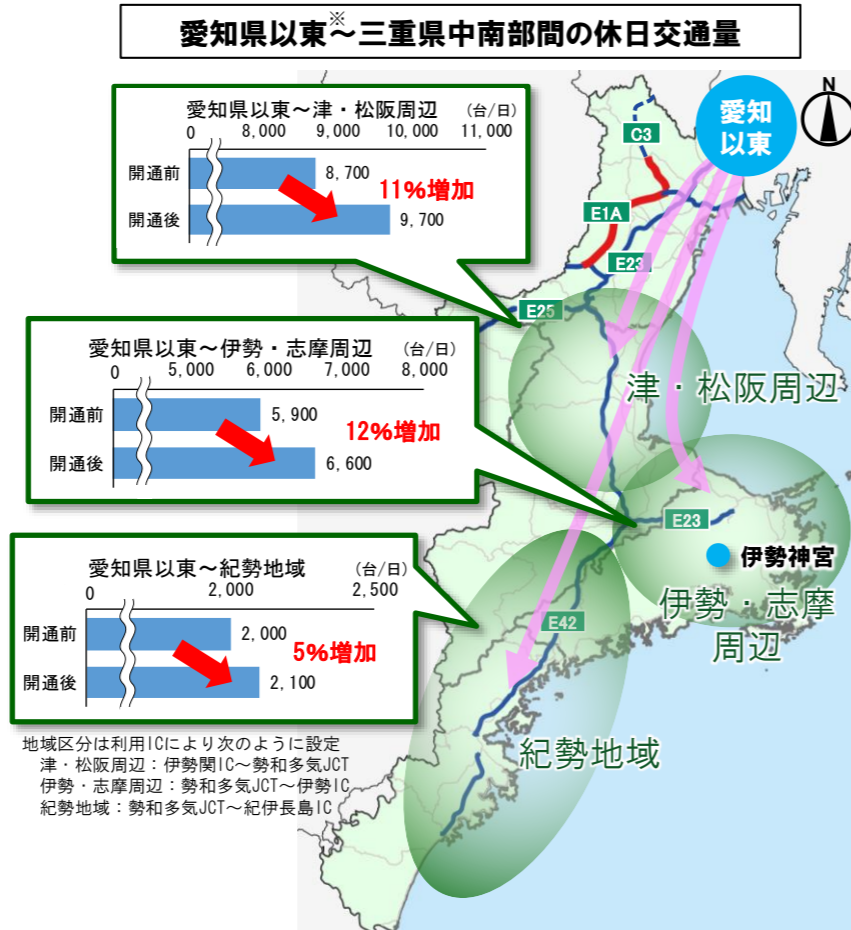 愛知県以東※～三重県中南部間の休日交通量
愛知県以東～津・松阪周辺 (台/日)
0 8,000 9,000 10,000 11,000
開通前 8,700
11%増加
開通後 9,700
愛知県以東～伊勢・志摩周辺 (台/日)
0 5,000 6,000 7,000 8,000
開通前 5,900
12%増加
開通後 6,600
愛知県以東～紀勢地域 (台/日)
0 2,000 2,500
開通前 2,000
5%増加
開通後 2,100
地域区分は利用ICにより次のように設定
津・松阪周辺：伊勢関IC～勢和多気JCT
伊勢・志摩周辺：勢和多気JCT～伊勢IC
紀勢地域：勢和多気JCT～紀伊長島IC
愛知
以東
N
C3
E1A
E23
E25
津・松阪周辺
E23
伊勢神宮
伊勢・志摩
周辺
E42
紀勢地域